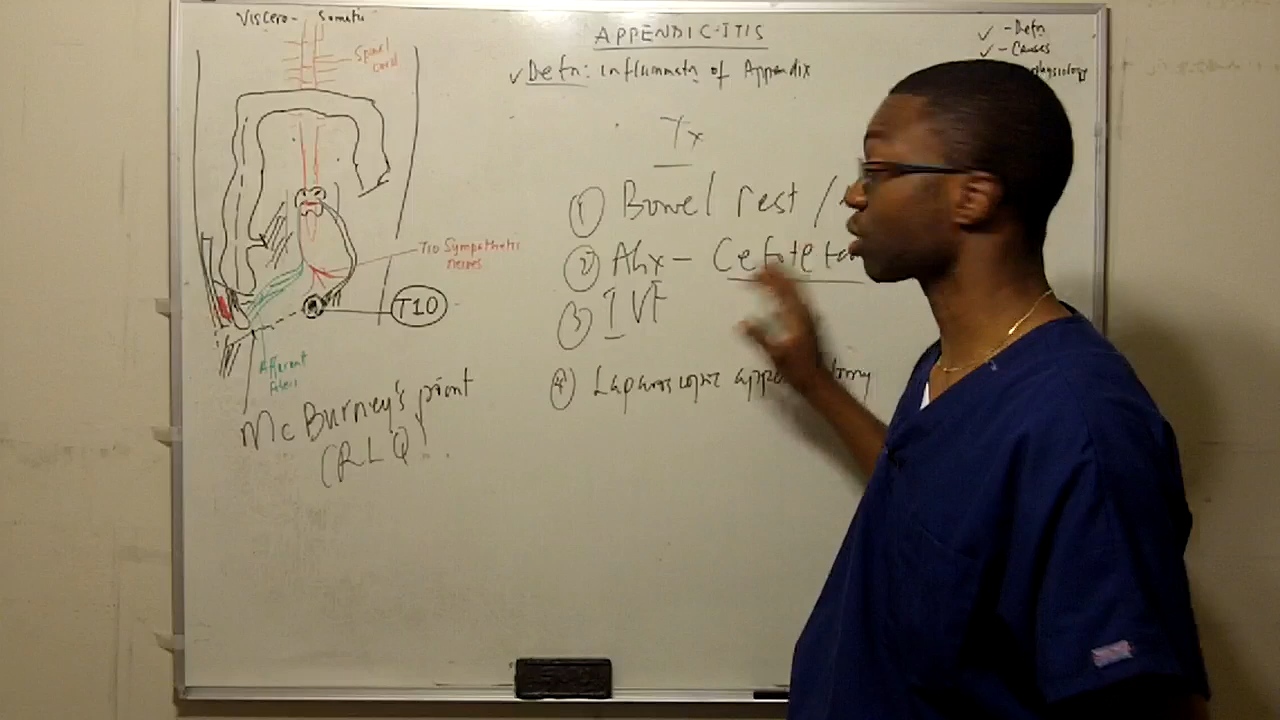 Viscero- Somatic
Spinal
cord
T10 Sympathetic
nerves
T10
Afferent
fibers
McBurney's point
(RLQ)
APPENDICITIS
✓ Defn: inflammatn of Appendix
Tx
① Bowel rest /
② Abx - Cefotetan
③ IVF
④ Laparoscopic
✓ - Defn
✓ - Causes
physiology